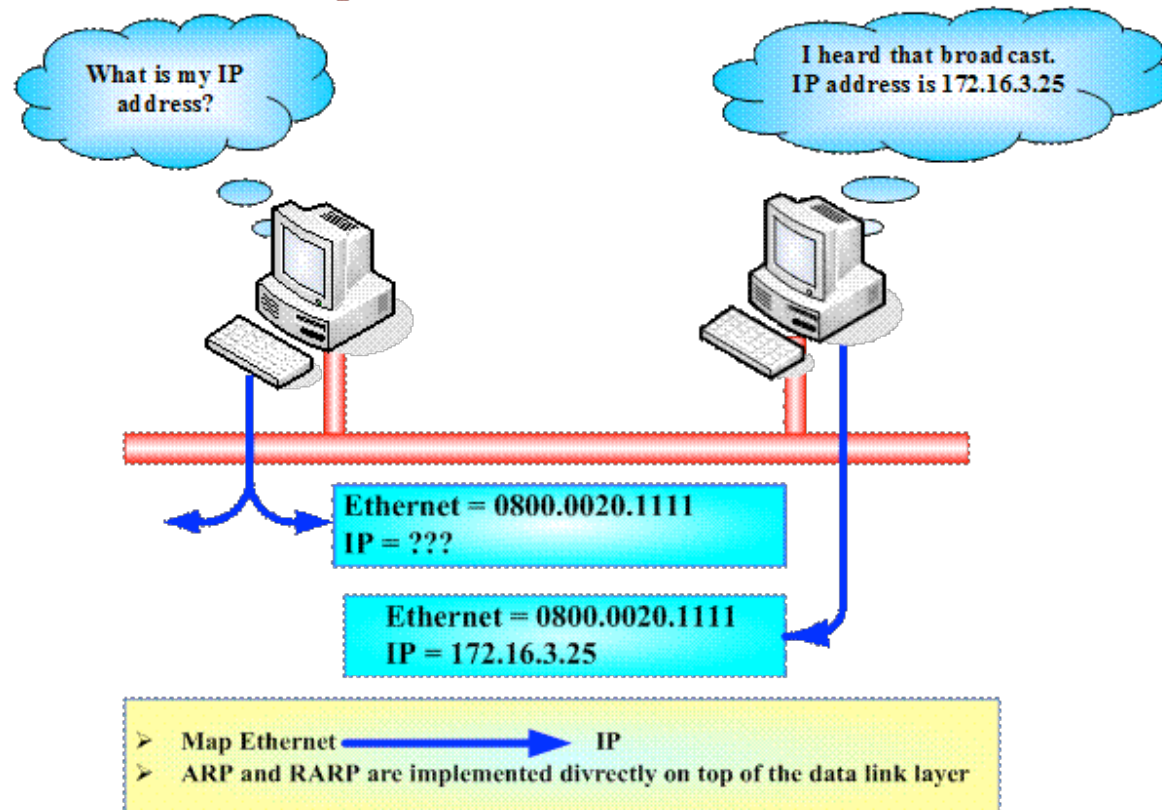 What is my IP
address?
I heard that broadcast.
IP address is 172.16.3.25
Ethernet = 0800.0020.1111
IP = ???
Ethernet = 0800.0020.1111
IP = 172.16.3.25
➢ Map Ethernet IP
➢ ARP and RARP are implemented divrectly on top of the data link layer